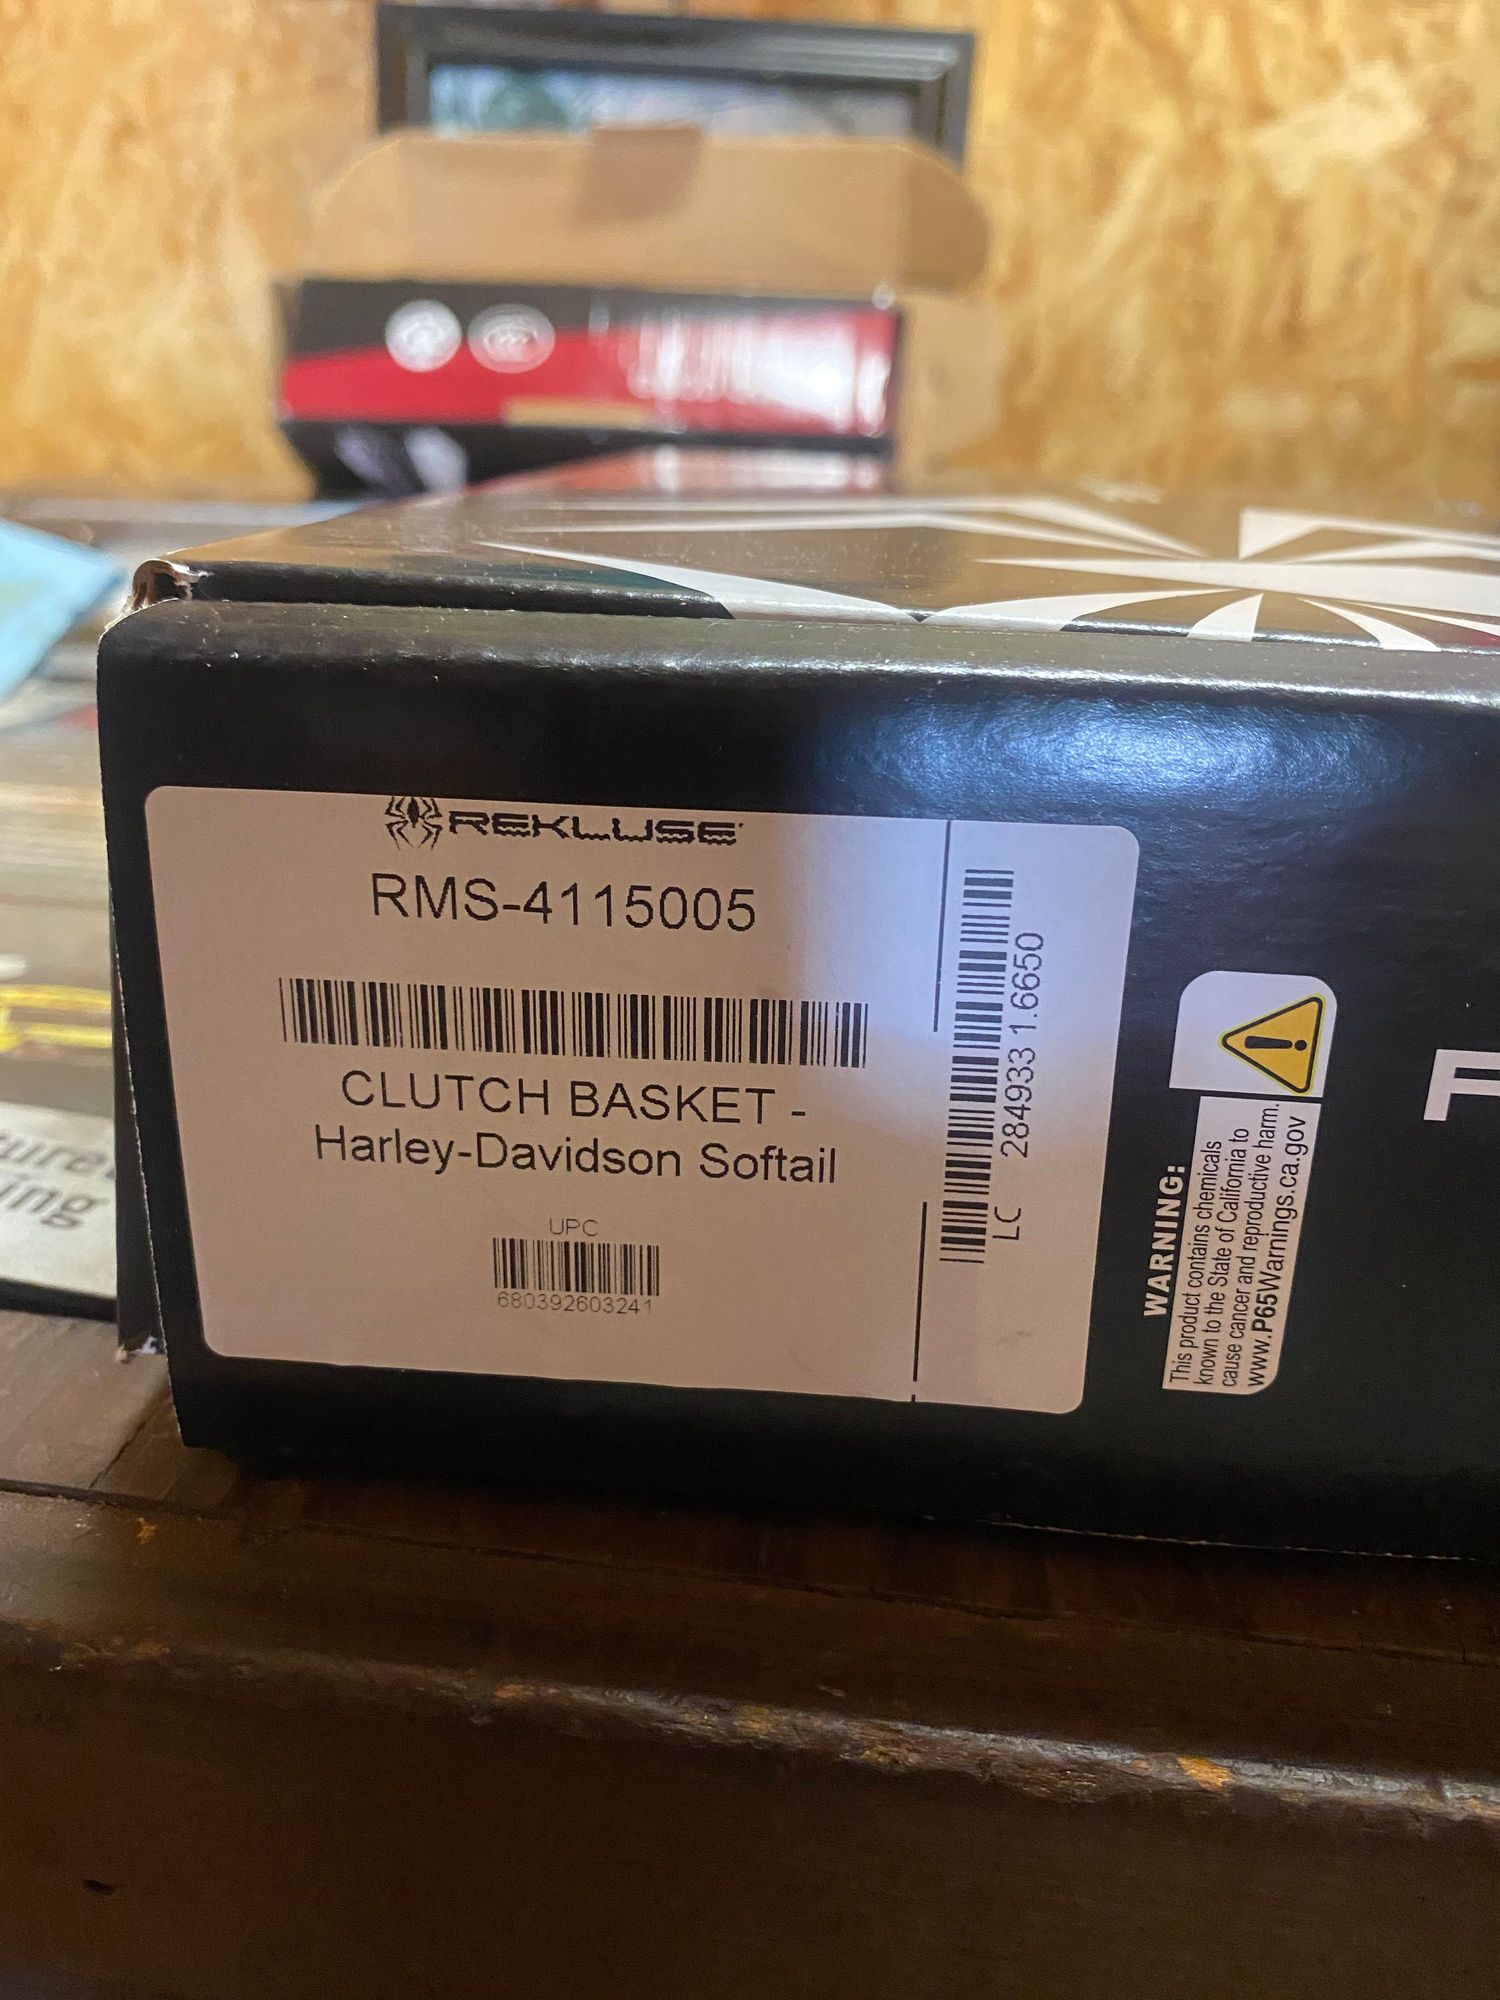 REKLUSE
RMS-4115005
CLUTCH BASKET -
Harley-Davidson Softail
UPC
680392603241
LC 284933 1.6650
WARNING:
This product contains chemicals
known to the State of California to
cause cancer and reproductive harm.
www.P65Warnings.ca.gov